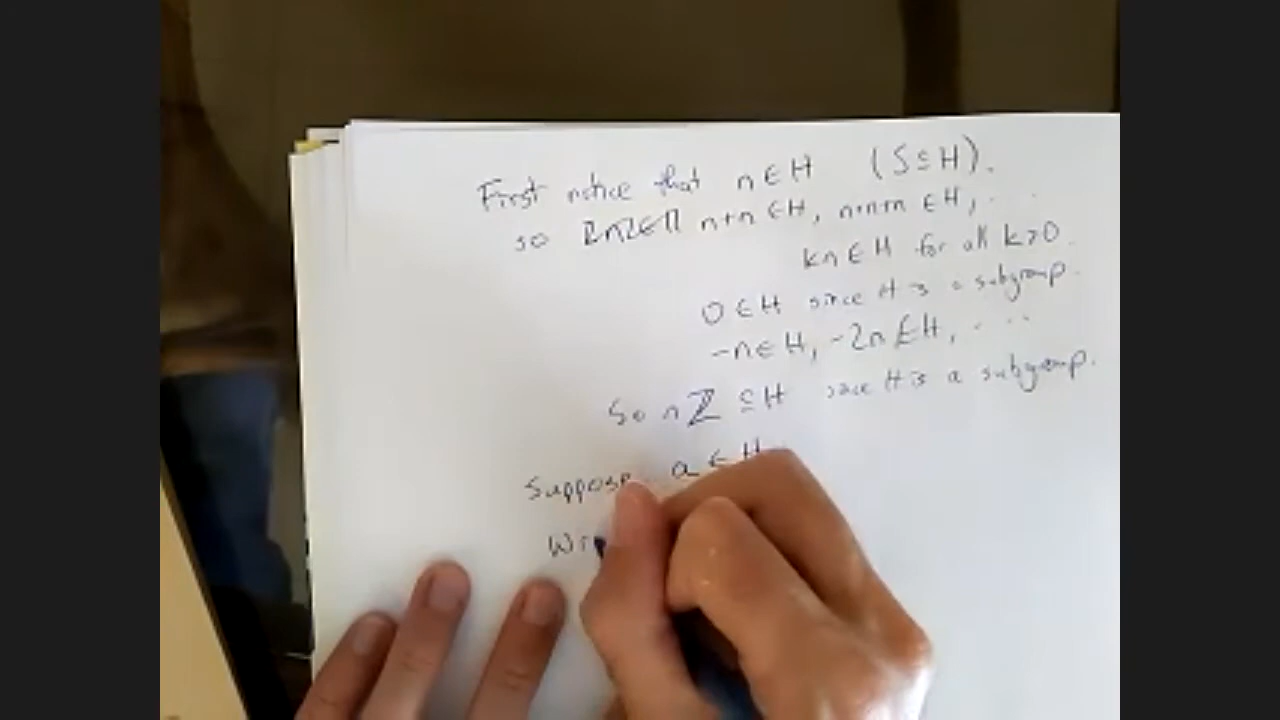 First notice that n ∈ H (S ⊆ H).
so n+n ∈ H, n+n+n ∈ H, ...
kn ∈ H for all k>0.
0 ∈ H since H is a subgroup.
-n ∈ H, -2n ∈ H, ...
So nℤ ⊆ H since H is a subgroup.
Suppose a ∈ H